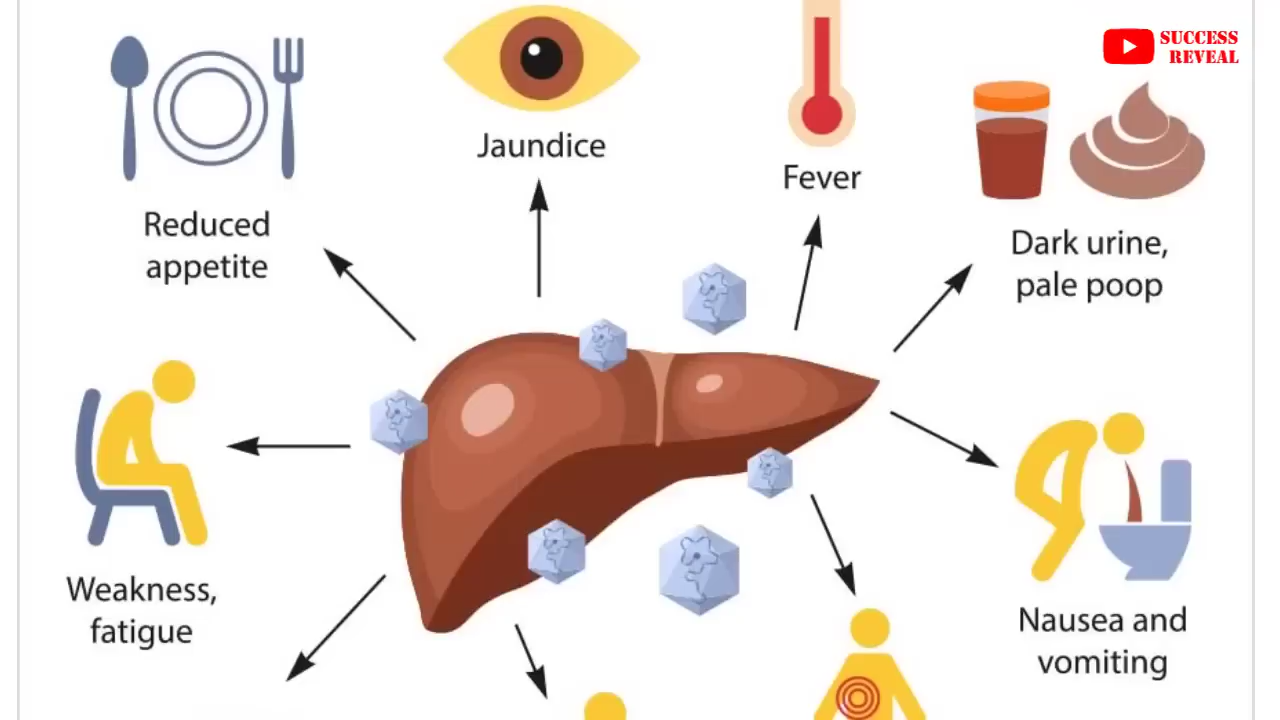 SUCCESS
REVEAL
Jaundice
Fever
Reduced
appetite
Dark urine,
pale poop
Weakness,
fatigue
Nausea and
vomiting